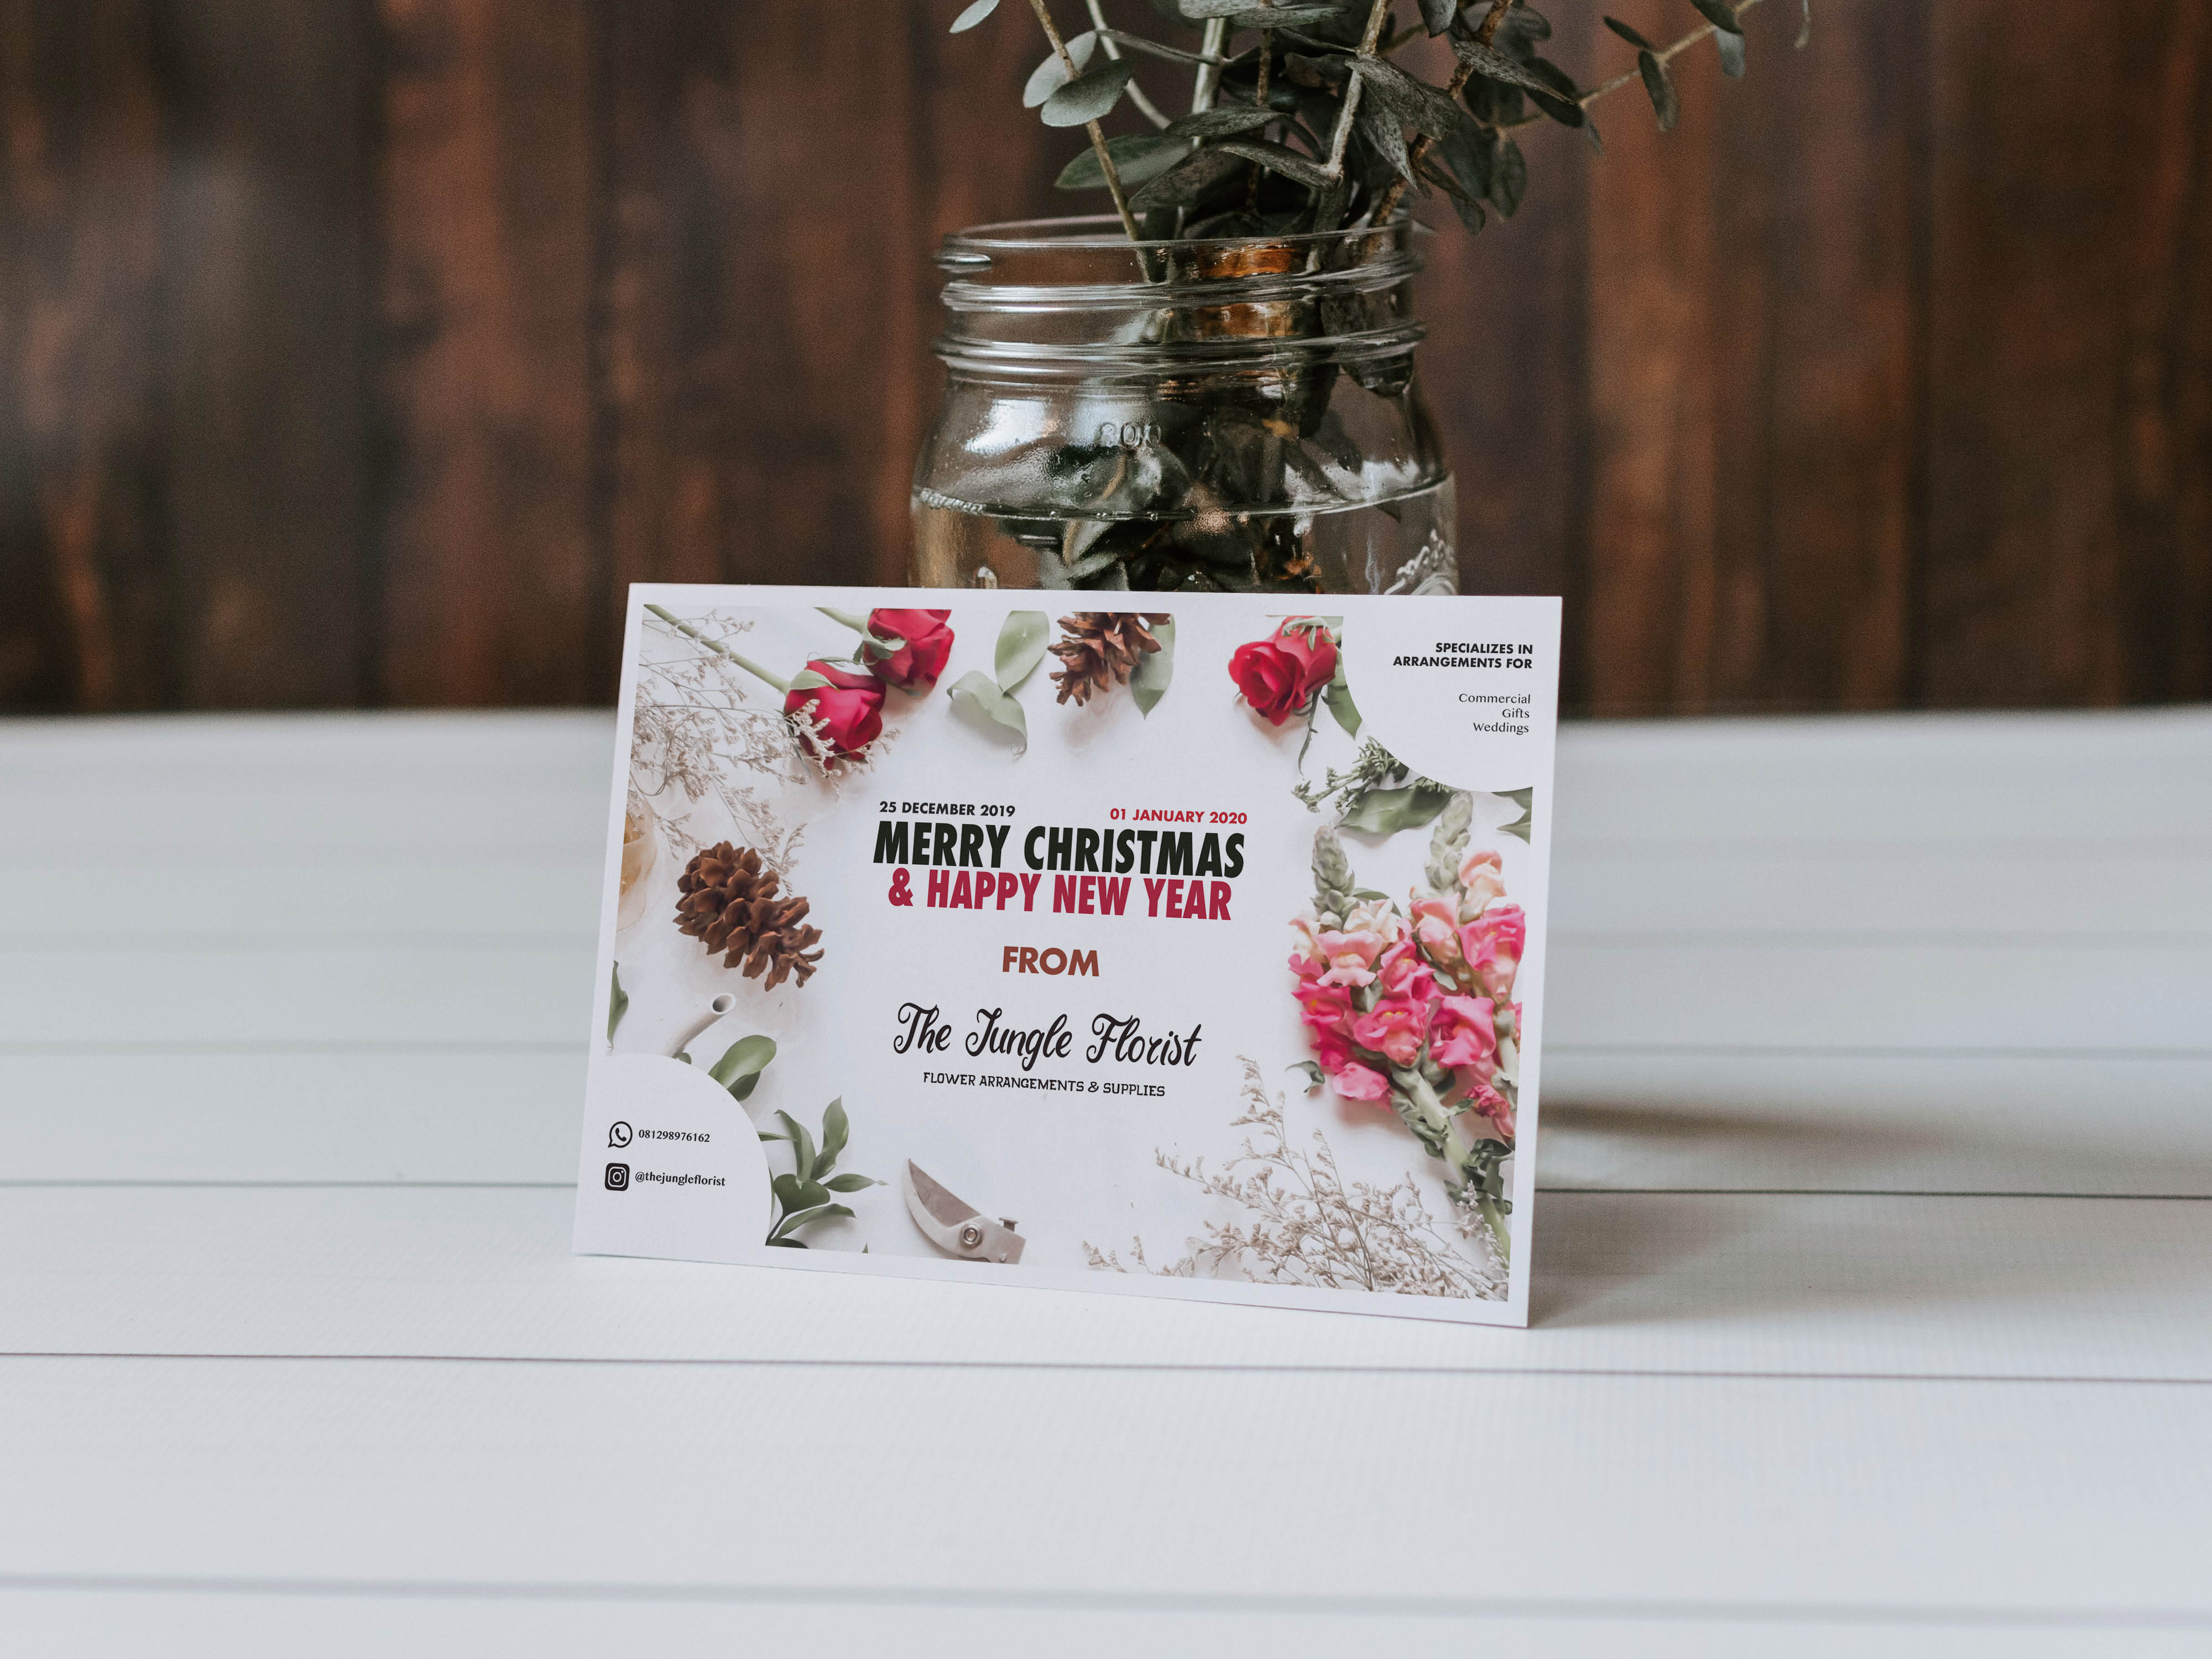 SPECIALIZES IN
ARRANGEMENTS FOR
Commercial
Gifts
Weddings
25 DECEMBER 2019
01 JANUARY 2020
MERRY CHRISTMAS
& HAPPY NEW YEAR
FROM
The Jungle Florist
FLOWER ARRANGEMENTS & SUPPLIES
081298976162
@thejungleflorist